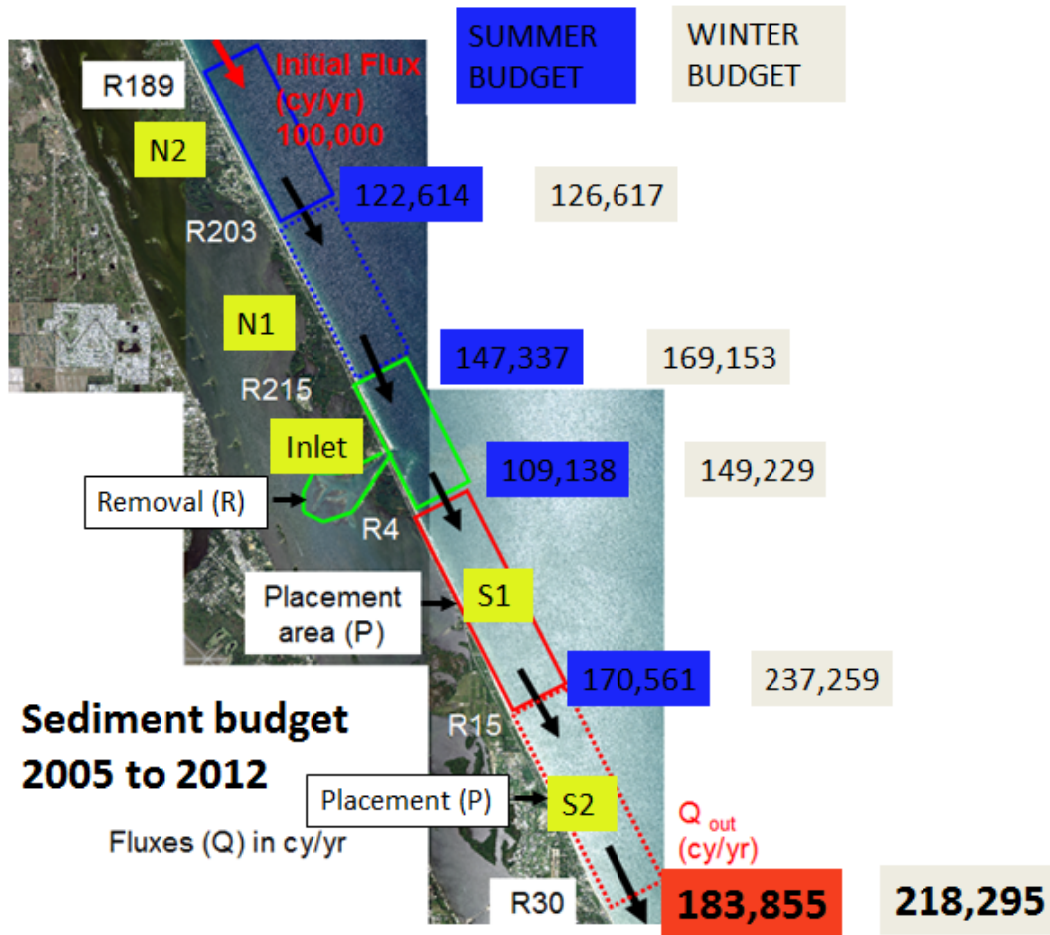 SUMMER
BUDGET
WINTER
BUDGET
Initial Flux
(cy/yr)
100,000
R189
N2
122,614
126,617
R203
N1
147,337
169,153
R215
Inlet
109,138
149,229
Removal (R)
R4
Placement
area (P)
S1
170,561
237,259
R15
Sediment budget
2005 to 2012
Placement (P)
S2
Fluxes (Q) in cy/yr
Q out
(cy/yr)
R30
183,855
218,295